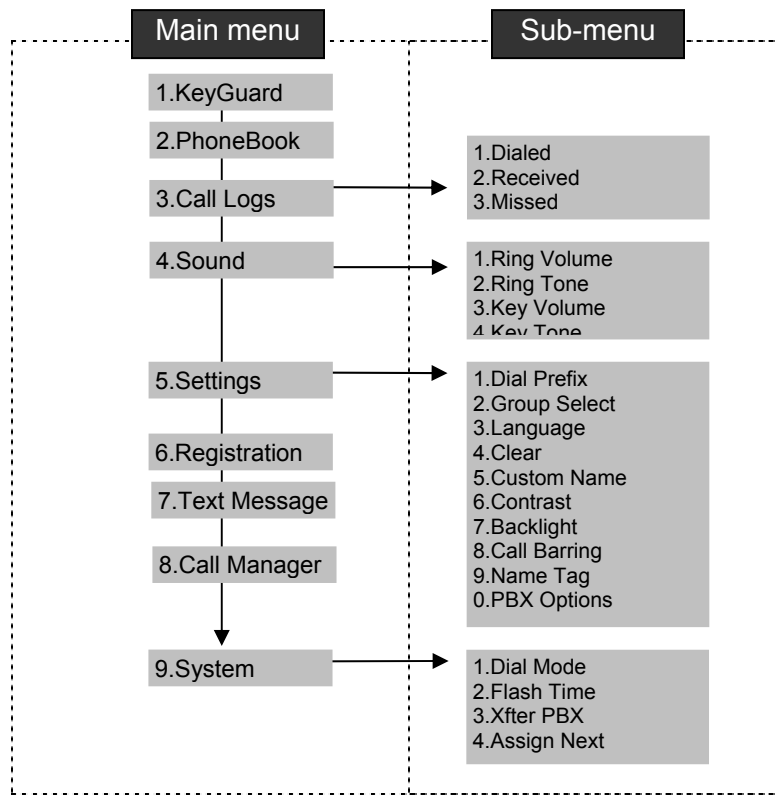 Main menu
Sub-menu
1.KeyGuard
2.PhoneBook
3.Call Logs
4.Sound
5.Settings
6.Registration
7.Text Message
8.Call Manager
9.System
1.Dialed
2.Received
3.Missed
1.Ring Volume
2.Ring Tone
3.Key Volume
4.Key Tone
1.Dial Prefix
2.Group Select
3.Language
4.Clear
5.Custom Name
6.Contrast
7.Backlight
8.Call Barring
9.Name Tag
0.PBX Options
1.Dial Mode
2.Flash Time
3.Xfter PBX
4.Assign Next